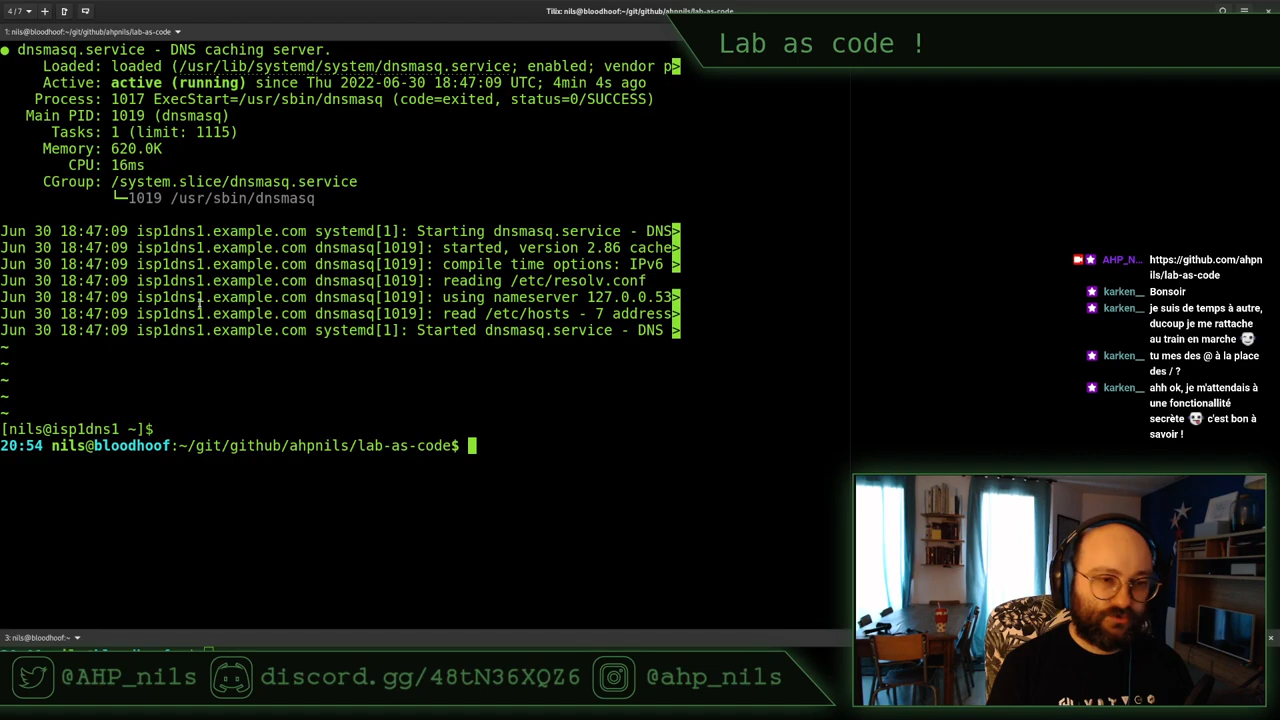 4 / 7
Tilix: nils@bloodhoof:~/git/github/ahpnils/lab-as-code
1: nils@bloodhoof:~/git/github/ahpnils/lab-as-code
Lab as code !
● dnsmasq.service - DNS caching server.
Loaded: loaded (/usr/lib/systemd/system/dnsmasq.service; enabled; vendor p>
Active: active (running) since Thu 2022-06-30 18:47:09 UTC; 4min 4s ago
Process: 1017 ExecStart=/usr/sbin/dnsmasq (code=exited, status=0/SUCCESS)
Main PID: 1019 (dnsmasq)
Tasks: 1 (limit: 1115)
Memory: 620.0K
CPU: 16ms
CGroup: /system.slice/dnsmasq.service
└─1019 /usr/sbin/dnsmasq
Jun 30 18:47:09 isp1dns1.example.com systemd[1]: Starting dnsmasq.service - DNS>
Jun 30 18:47:09 isp1dns1.example.com dnsmasq[1019]: started, version 2.86 cache>
Jun 30 18:47:09 isp1dns1.example.com dnsmasq[1019]: compile time options: IPv6 >
Jun 30 18:47:09 isp1dns1.example.com dnsmasq[1019]: reading /etc/resolv.conf
Jun 30 18:47:09 isp1dns1.example.com dnsmasq[1019]: using nameserver 127.0.0.53>
Jun 30 18:47:09 isp1dns1.example.com dnsmasq[1019]: read /etc/hosts - 7 address>
Jun 30 18:47:09 isp1dns1.example.com systemd[1]: Started dnsmasq.service - DNS >
~
~
~
~
~
[nils@isp1dns1 ~]$
20:54 nils@bloodhoof:~/git/github/ahpnils/lab-as-code$
AHP_N... https://github.com/ahpn
ils/lab-as-code
karken__ Bonsoir
karken__ je suis de temps à autre,
ducoup je me rattache
au train en marche
karken__ tu mes des @ à la place
des / ?
karken__ ahh ok, je m'attendais à
une fonctionallité
secrète c'est bon à
savoir !
3: nils@bloodhoof:~
@AHP_nils discord.gg/48tN36XQZ6 @ahp_nils